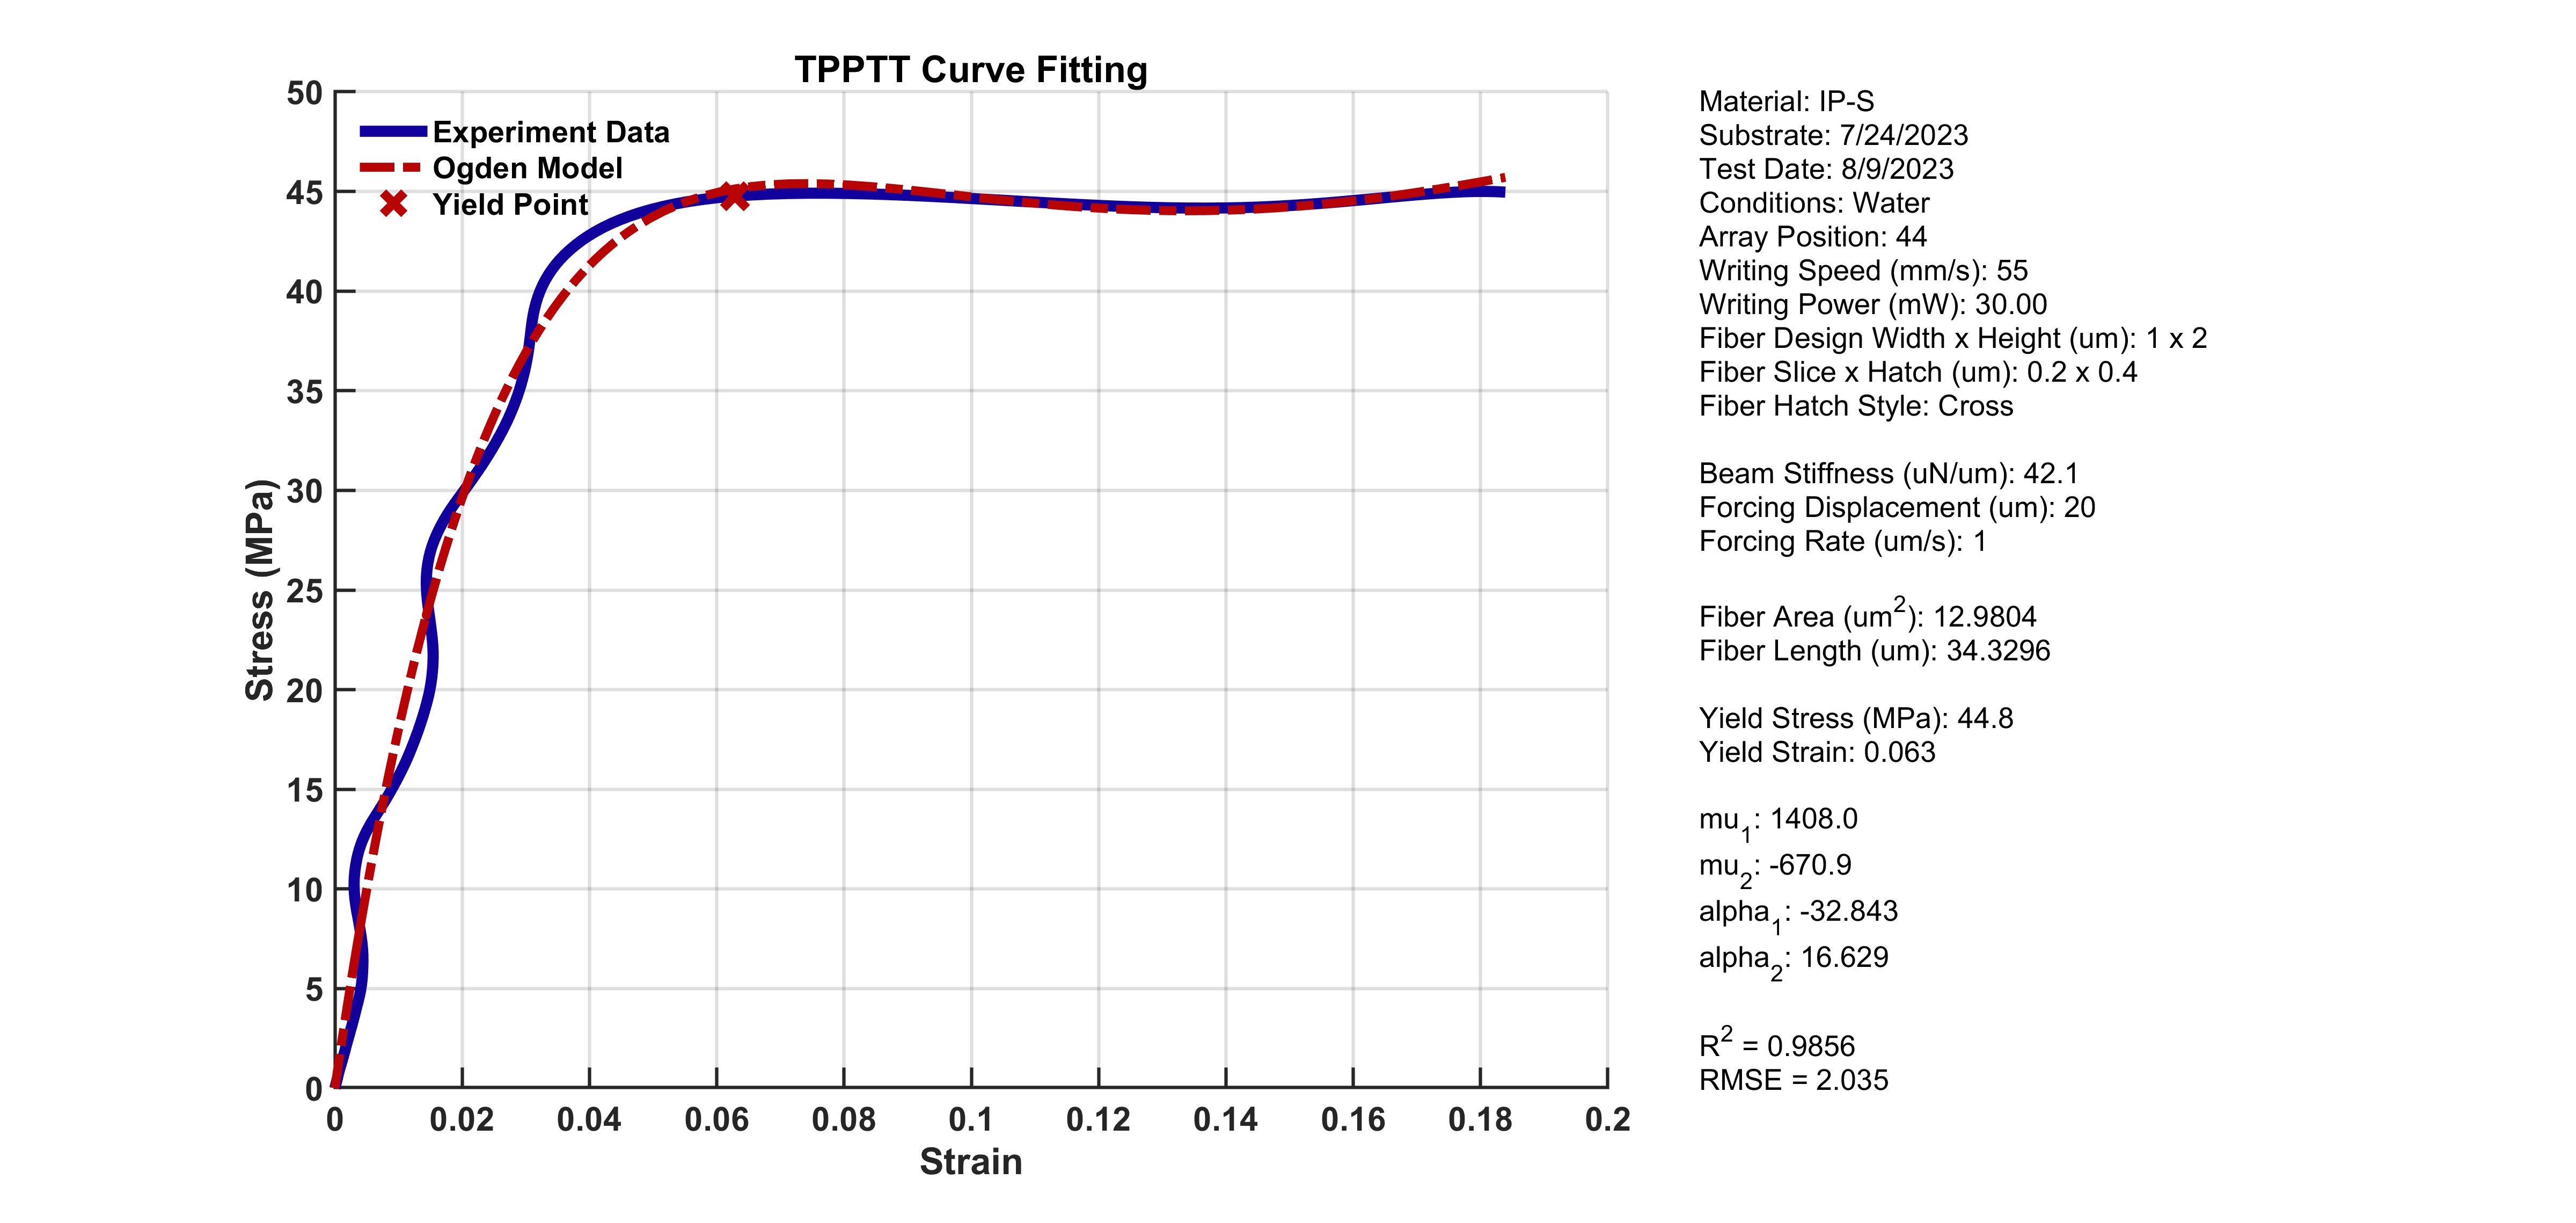 TPPTT Curve Fitting
50
45
40
35
30
25
20
15
10
5
0
Stress (MPa)
Experiment Data
Ogden Model
Yield Point
0 0.02 0.04 0.06 0.08 0.1 0.12 0.14 0.16 0.18 0.2
Strain
Material: IP-S
Substrate: 7/24/2023
Test Date: 8/9/2023
Conditions: Water
Array Position: 44
Writing Speed (mm/s): 55
Writing Power (mW): 30.00
Fiber Design Width x Height (um): 1 x 2
Fiber Slice x Hatch (um): 0.2 x 0.4
Fiber Hatch Style: Cross
Beam Stiffness (uN/um): 42.1
Forcing Displacement (um): 20
Forcing Rate (um/s): 1
Fiber Area (um²): 12.9804
Fiber Length (um): 34.3296
Yield Stress (MPa): 44.8
Yield Strain: 0.063
mu₁: 1408.0
mu₂: -670.9
alpha₁: -32.843
alpha₂: 16.629
R² = 0.9856
RMSE = 2.035